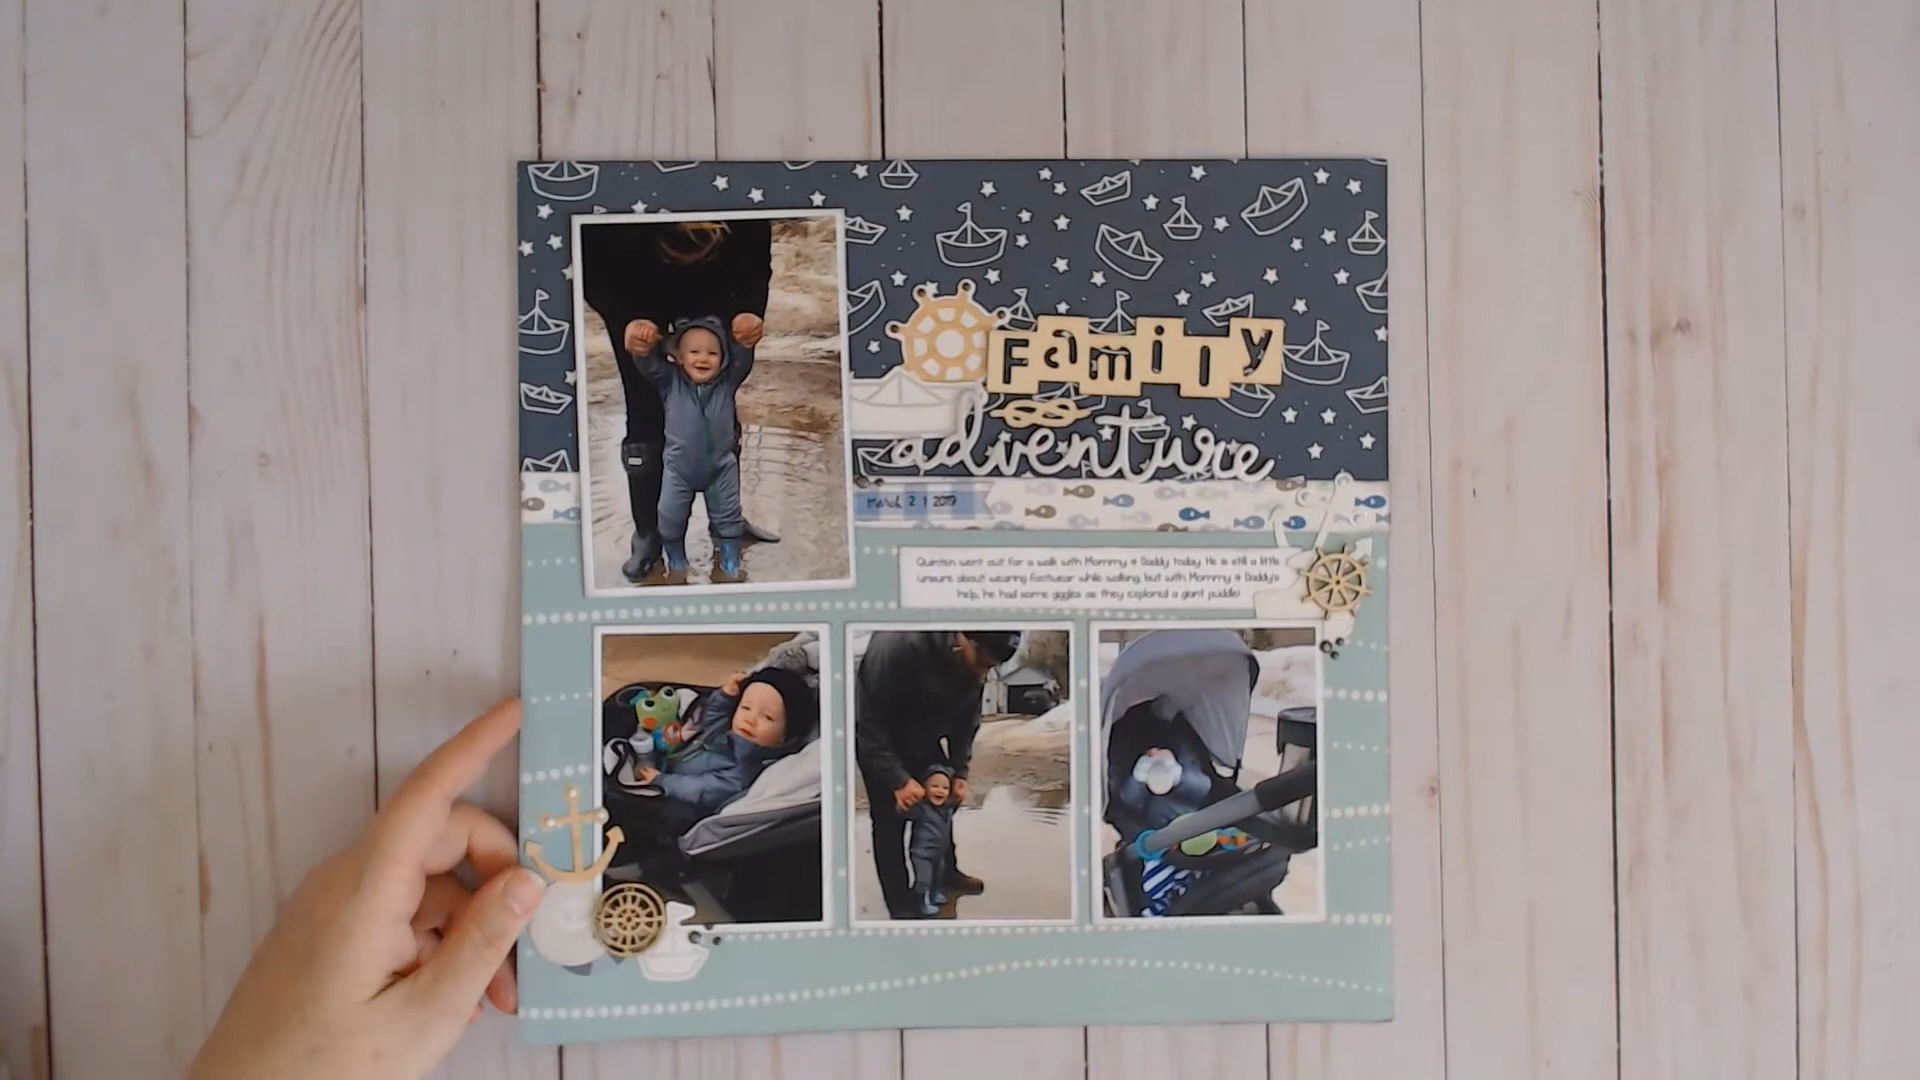 Family
adventure
March 21 2019
Quinten went out for a walk with Mommy & Daddy today. He is still a little
unsure about wearing footwear while walking, but with Mommy & Daddy's
help, he had some giggles as they explored a giant puddle!